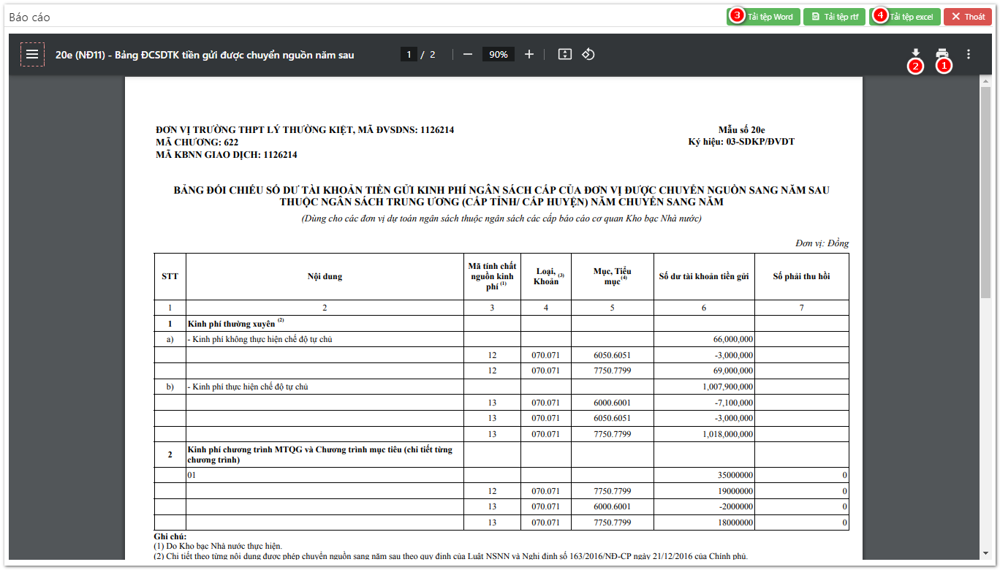 Báo cáo
3 Tải tệp Word Tải tệp rtf 4 Tải tệp excel Thoát
20e (NĐ11) - Bảng ĐCSDTK tiền gửi được chuyển nguồn năm sau 1 / 2 90%
2 1
ĐƠN VỊ TRƯỜNG THPT LÝ THƯỜNG KIỆT, MÃ ĐVSDNS: 1126214 Mẫu số 20e
MÃ CHƯƠNG: 622 Ký hiệu: 03-SDKP/ĐVDT
MÃ KBNN GIAO DỊCH: 1126214
BẢNG ĐỐI CHIẾU SỐ DƯ TÀI KHOẢN TIỀN GỬI KINH PHÍ NGÂN SÁCH CẤP CỦA ĐƠN VỊ ĐƯỢC CHUYỂN NGUỒN SANG NĂM SAU
THUỘC NGÂN SÁCH TRUNG ƯƠNG (CẤP TỈNH/ CẤP HUYỆN) NĂM CHUYỂN SANG NĂM
(Dùng cho các đơn vị dự toán ngân sách thuộc ngân sách các cấp báo cáo cơ quan Kho bạc Nhà nước)
Đơn vị: Đồng
STT Nội dung Mã tính chất nguồn kinh phí (1) Loại, Khoản (3) Mục, Tiểu mục (4) Số dư tài khoản tiền gửi Số phải thu hồi
1 2 3 4 5 6 7
1 Kinh phí thường xuyên (2)
a) - Kinh phí không thực hiện chế độ tự chủ 66,000,000
12 070.071 6050.6051 -3,000,000
12 070.071 7750.7799 69,000,000
b) - Kinh phí thực hiện chế độ tự chủ 1,007,900,000
13 070.071 6000.6001 -7,100,000
13 070.071 6050.6051 -3,000,000
13 070.071 7750.7799 1,018,000,000
2 Kinh phí chương trình MTQG và Chương trình mục tiêu (chi tiết từng
chương trình)
01 35000000 0
12 070.071 7750.7799 19000000 0
13 070.071 6000.6001 -2000000 0
13 070.071 7750.7799 18000000 0
Ghi chú:
(1) Do Kho bạc Nhà nước thực hiện.
(2) Chi tiết theo từng nội dung được phép chuyển nguồn sang năm sau theo quy định của Luật NSNN và Nghị định số 163/2016/NĐ-CP ngày 21/12/2016 của Chính phủ.